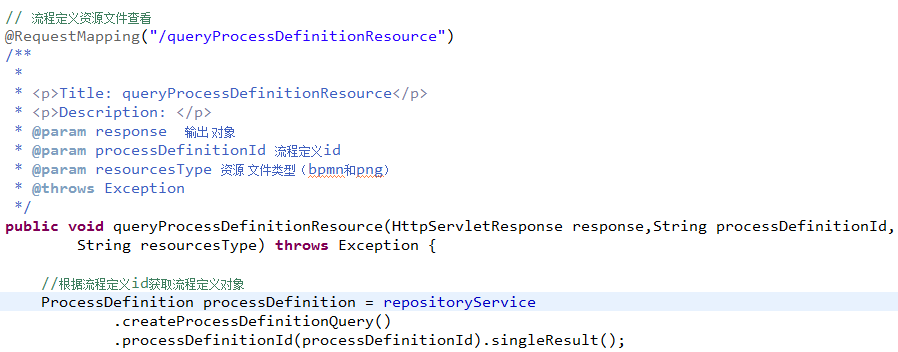 // 流程定义资源文件查看
@RequestMapping("/queryProcessDefinitionResource")
/**
 *
 * <p>Title: queryProcessDefinitionResource</p>
 * <p>Description: </p>
 * @param response  输出对象
 * @param processDefinitionId 流程定义id
 * @param resourcesType 资源文件类型（bpmn和png）
 * @throws Exception
 */
public void queryProcessDefinitionResource(HttpServletResponse response,String processDefinitionId,
        String resourcesType) throws Exception {
    //根据流程定义id获取流程定义对象
    ProcessDefinition processDefinition = repositoryService
            .createProcessDefinitionQuery()
            .processDefinitionId(processDefinitionId).singleResult();